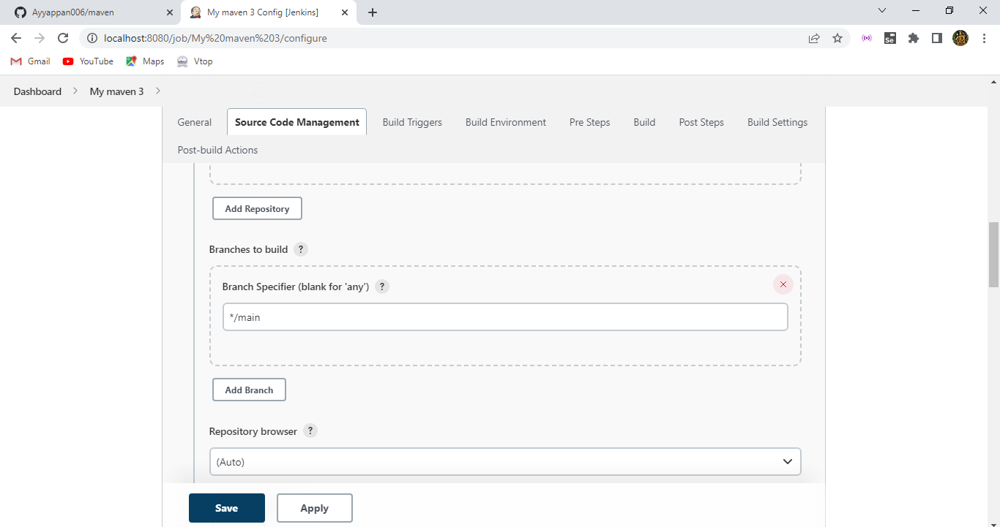 Ayyappan006/maven
My maven 3 Config [Jenkins]
localhost:8080/job/My%20maven%203/configure
Se
Gmail YouTube Maps Vtop
Dashboard My maven 3
General Source Code Management Build Triggers Build Environment Pre Steps Build Post Steps Build Settings
Post-build Actions
Add Repository
Branches to build ?
Branch Specifier (blank for 'any') ?
*/main
Add Branch
Repository browser ?
(Auto)
Save Apply